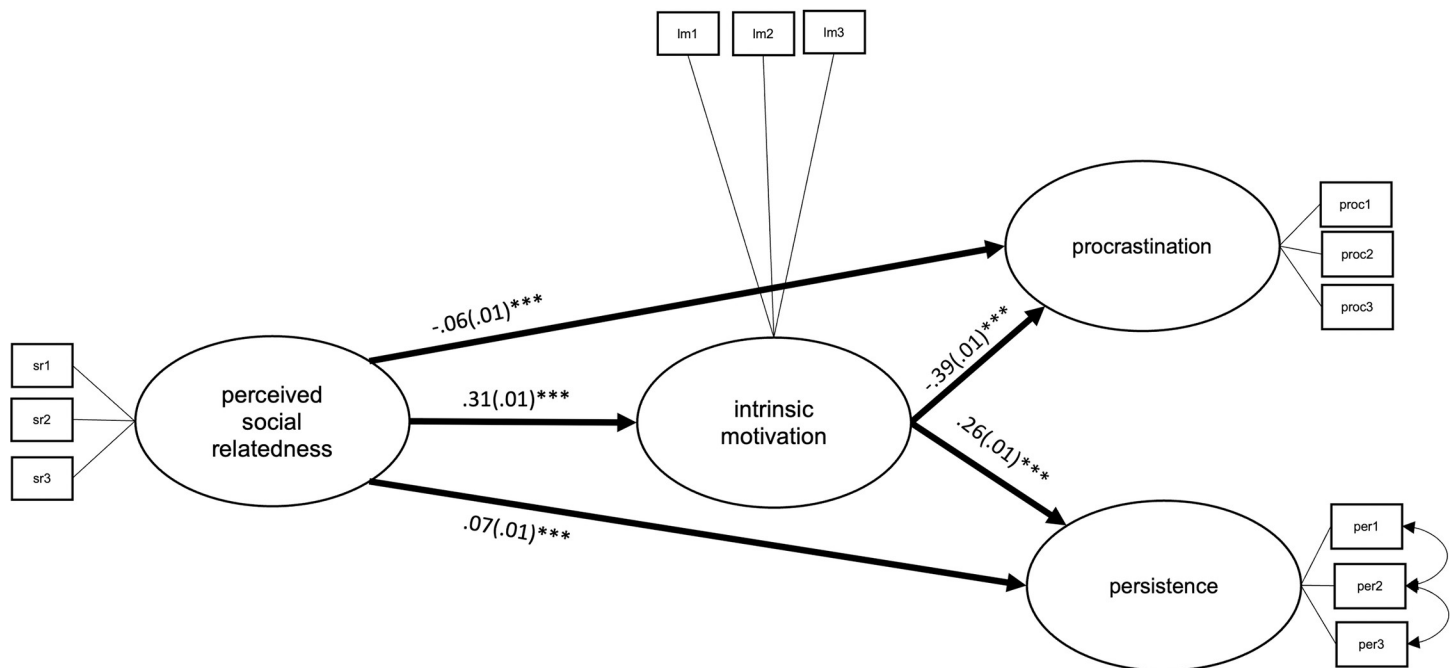 lm1
lm2
lm3
procrastination
proc1
proc2
proc3
-.06(.01)***
-.39(.01)***
sr1
sr2
sr3
perceived
social
relatedness
.31(.01)***
intrinsic
motivation
.26(.01)***
.07(.01)***
persistence
per1
per2
per3